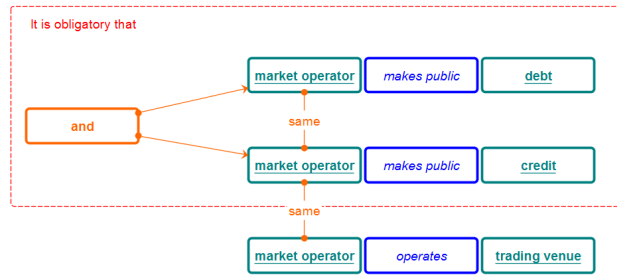 It is obligatory that
market operator makes public debt
same
and
market operator makes public credit
same
market operator operates trading venue